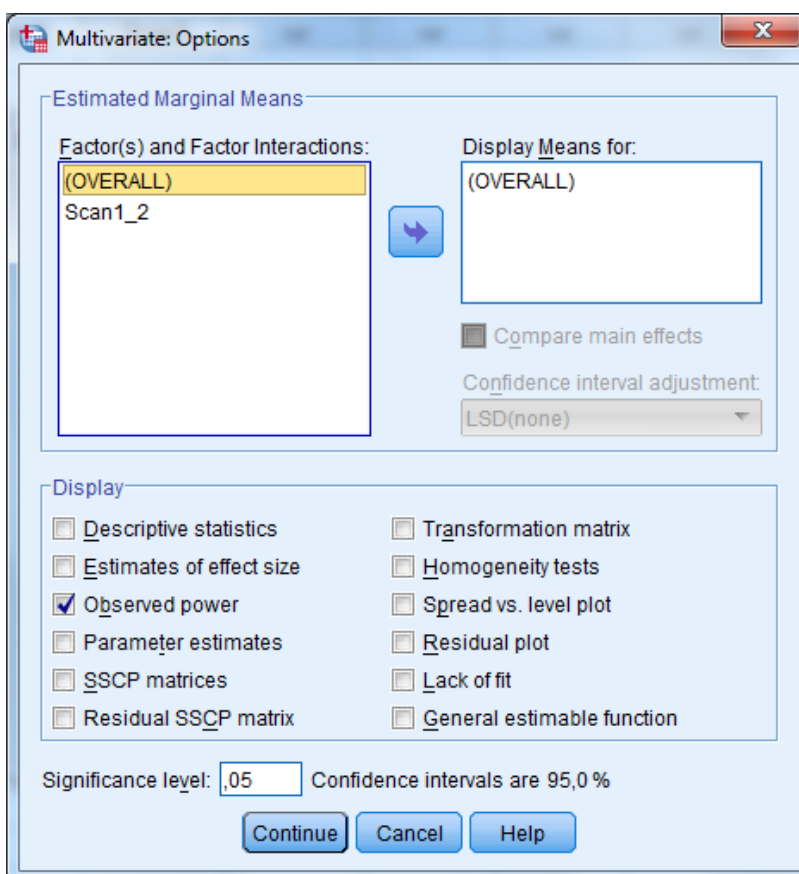 Multivariate: Options
Estimated Marginal Means
Factor(s) and Factor Interactions:
(OVERALL)
Scan1_2
Display Means for:
(OVERALL)
Compare main effects
Confidence interval adjustment:
LSD(none)
Display
Descriptive statistics
Estimates of effect size
Observed power
Parameter estimates
SSCP matrices
Residual SSCP matrix
Transformation matrix
Homogeneity tests
Spread vs. level plot
Residual plot
Lack of fit
General estimable function
Significance level: ,05 Confidence intervals are 95,0 %
Continue Cancel Help